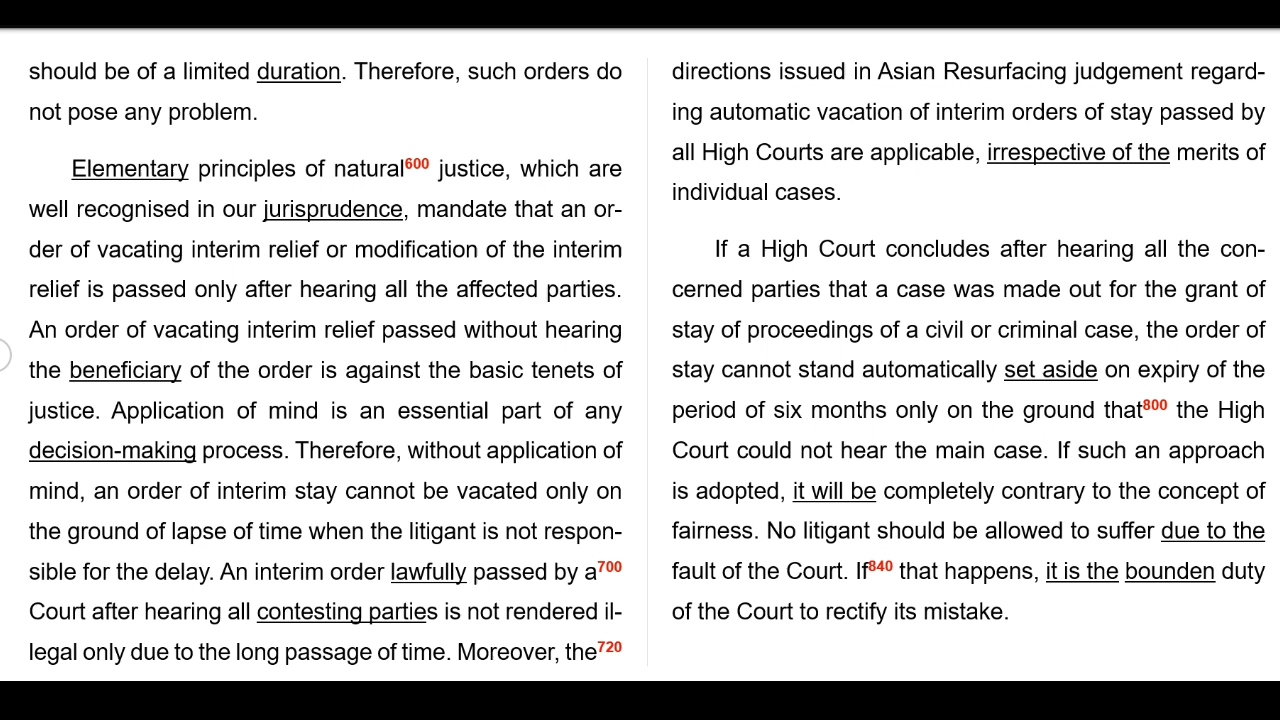 should be of a limited duration. Therefore, such orders do
not pose any problem.
Elementary principles of natural600 justice, which are
well recognised in our jurisprudence, mandate that an or-
der of vacating interim relief or modification of the interim
relief is passed only after hearing all the affected parties.
An order of vacating interim relief passed without hearing
the beneficiary of the order is against the basic tenets of
justice. Application of mind is an essential part of any
decision-making process. Therefore, without application of
mind, an order of interim stay cannot be vacated only on
the ground of lapse of time when the litigant is not respon-
sible for the delay. An interim order lawfully passed by a700
Court after hearing all contesting parties is not rendered il-
legal only due to the long passage of time. Moreover, the720
directions issued in Asian Resurfacing judgement regard-
ing automatic vacation of interim orders of stay passed by
all High Courts are applicable, irrespective of the merits of
individual cases.
If a High Court concludes after hearing all the con-
cerned parties that a case was made out for the grant of
stay of proceedings of a civil or criminal case, the order of
stay cannot stand automatically set aside on expiry of the
period of six months only on the ground that800 the High
Court could not hear the main case. If such an approach
is adopted, it will be completely contrary to the concept of
fairness. No litigant should be allowed to suffer due to the
fault of the Court. If840 that happens, it is the bounden duty
of the Court to rectify its mistake.